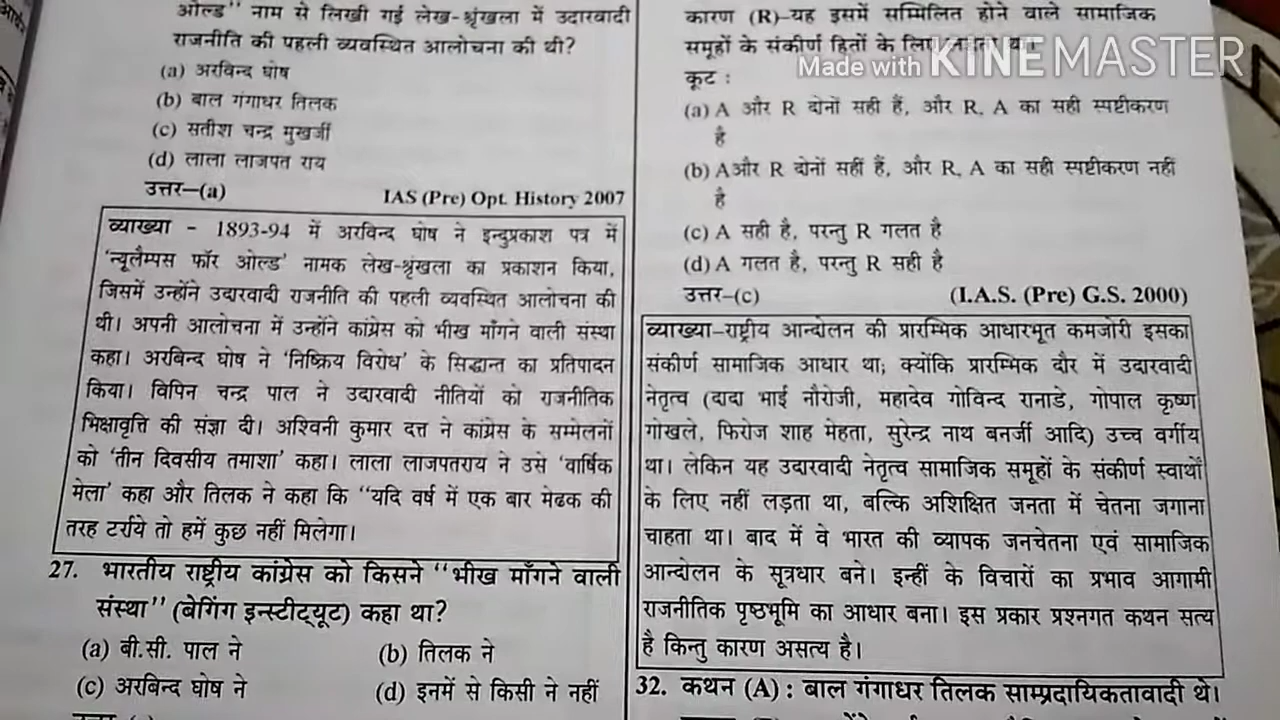 ओल्ड'' नाम से लिखी गई लेख-श्रृंखला में उदारवादी
राजनीति की पहली व्यवस्थित आलोचना की थी?
(a) अरविन्द घोष
(b) बाल गंगाधर तिलक
(c) सतीश चन्द्र मुखर्जी
(d) लाला लाजपत राय
उत्तर—(a) IAS (Pre) Opt. History 2007
व्याख्या - 1893-94 में अरविन्द घोष ने इन्दुप्रकाश पत्र में
'न्यूलैम्पस फॉर ओल्ड' नामक लेख-श्रृंखला का प्रकाशन किया,
जिसमें उन्होंने उदारवादी राजनीति की पहली व्यवस्थित आलोचना की
थी। अपनी आलोचना में उन्होंने कांग्रेस को भीख माँगने वाली संस्था
कहा। अरबिन्द घोष ने 'निष्क्रिय विरोध' के सिद्धान्त का प्रतिपादन
किया। विपिन चन्द्र पाल ने उदारवादी नीतियों को राजनीतिक
भिक्षावृत्ति की संज्ञा दी। अश्विनी कुमार दत्त ने कांग्रेस के सम्मेलनों
को 'तीन दिवसीय तमाशा' कहा। लाला लाजपतराय ने उसे 'वार्षिक
मेला' कहा और तिलक ने कहा कि ''यदि वर्ष में एक बार मेढक की
तरह टर्राये तो हमें कुछ नहीं मिलेगा।
27. भारतीय राष्ट्रीय कांग्रेस को किसने ''भीख माँगने वाली
संस्था'' (बेगिंग इन्स्टीट्यूट) कहा था?
(a) बी.सी. पाल ने (b) तिलक ने
(c) अरबिन्द घोष ने (d) इनमें से किसी ने नहीं
कारण (R)—यह इसमें सम्मिलित होने वाले सामाजिक
समूहों के संकीर्ण हितों के लिए लड़ता था।
Made with KINEMASTER
कूट :
(a) A और R दोनों सही हैं, और R, A का सही स्पष्टीकरण
है
(b) A और R दोनों सहीं हैं, और R, A का सही स्पष्टीकरण नहीं
है
(c) A सही है, परन्तु R गलत है
(d) A गलत है, परन्तु R सही है
उत्तर—(c) (I.A.S. (Pre) G.S. 2000)
व्याख्या—राष्ट्रीय आन्दोलन की प्रारम्भिक आधारभूत कमजोरी इसका
संकीर्ण सामाजिक आधार था; क्योंकि प्रारम्भिक दौर में उदारवादी
नेतृत्व (दादा भाई नौरोजी, महादेव गोविन्द रानाडे, गोपाल कृष्ण
गोखले, फिरोज शाह मेहता, सुरेन्द्र नाथ बनर्जी आदि) उच्च वर्गीय
था। लेकिन यह उदारवादी नेतृत्व सामाजिक समूहों के संकीर्ण स्वार्थों
के लिए नहीं लड़ता था, बल्कि अशिक्षित जनता में चेतना जगाना
चाहता था। बाद में वे भारत की व्यापक जनचेतना एवं सामाजिक
आन्दोलन के सूत्रधार बने। इन्हीं के विचारों का प्रभाव आगामी
राजनीतिक पृष्ठभूमि का आधार बना। इस प्रकार प्रश्नगत कथन सत्य
है किन्तु कारण असत्य है।
32. कथन (A) : बाल गंगाधर तिलक साम्प्रदायिकतावादी थे।